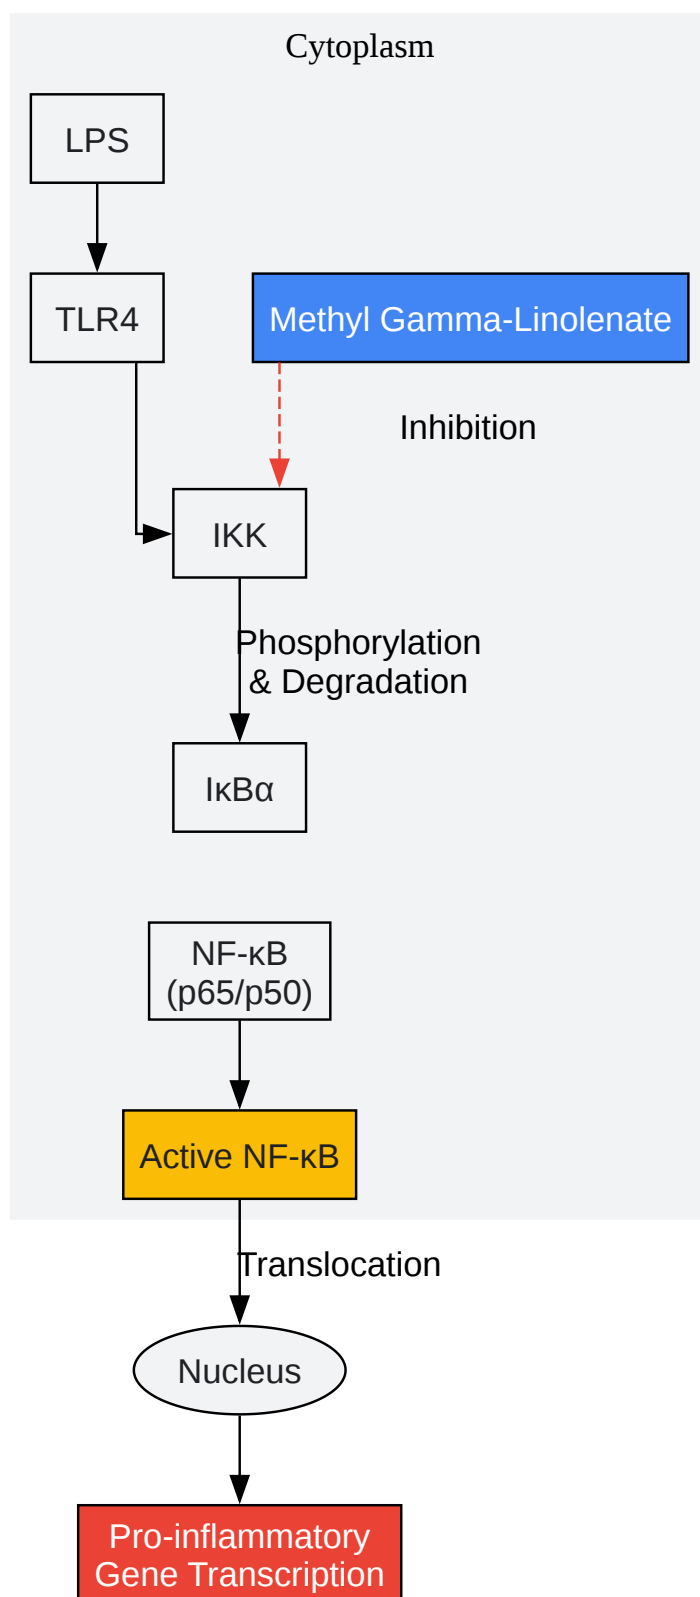 Cytoplasm
LPS
TLR4
Methyl Gamma-Linolenate
Inhibition
IKK
Phosphorylation
& Degradation
IκBα
NF-κB
(p65/p50)
Active NF-κB
Translocation
Nucleus
Pro-inflammatory
Gene Transcription